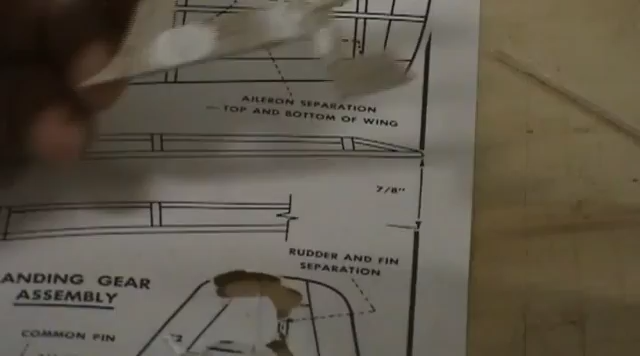 AILERON SEPARATION
TOP AND BOTTOM OF WING
7/8"
RUDDER AND FIN
SEPARATION
ANDING GEAR
ASSEMBLY
COMMON PIN